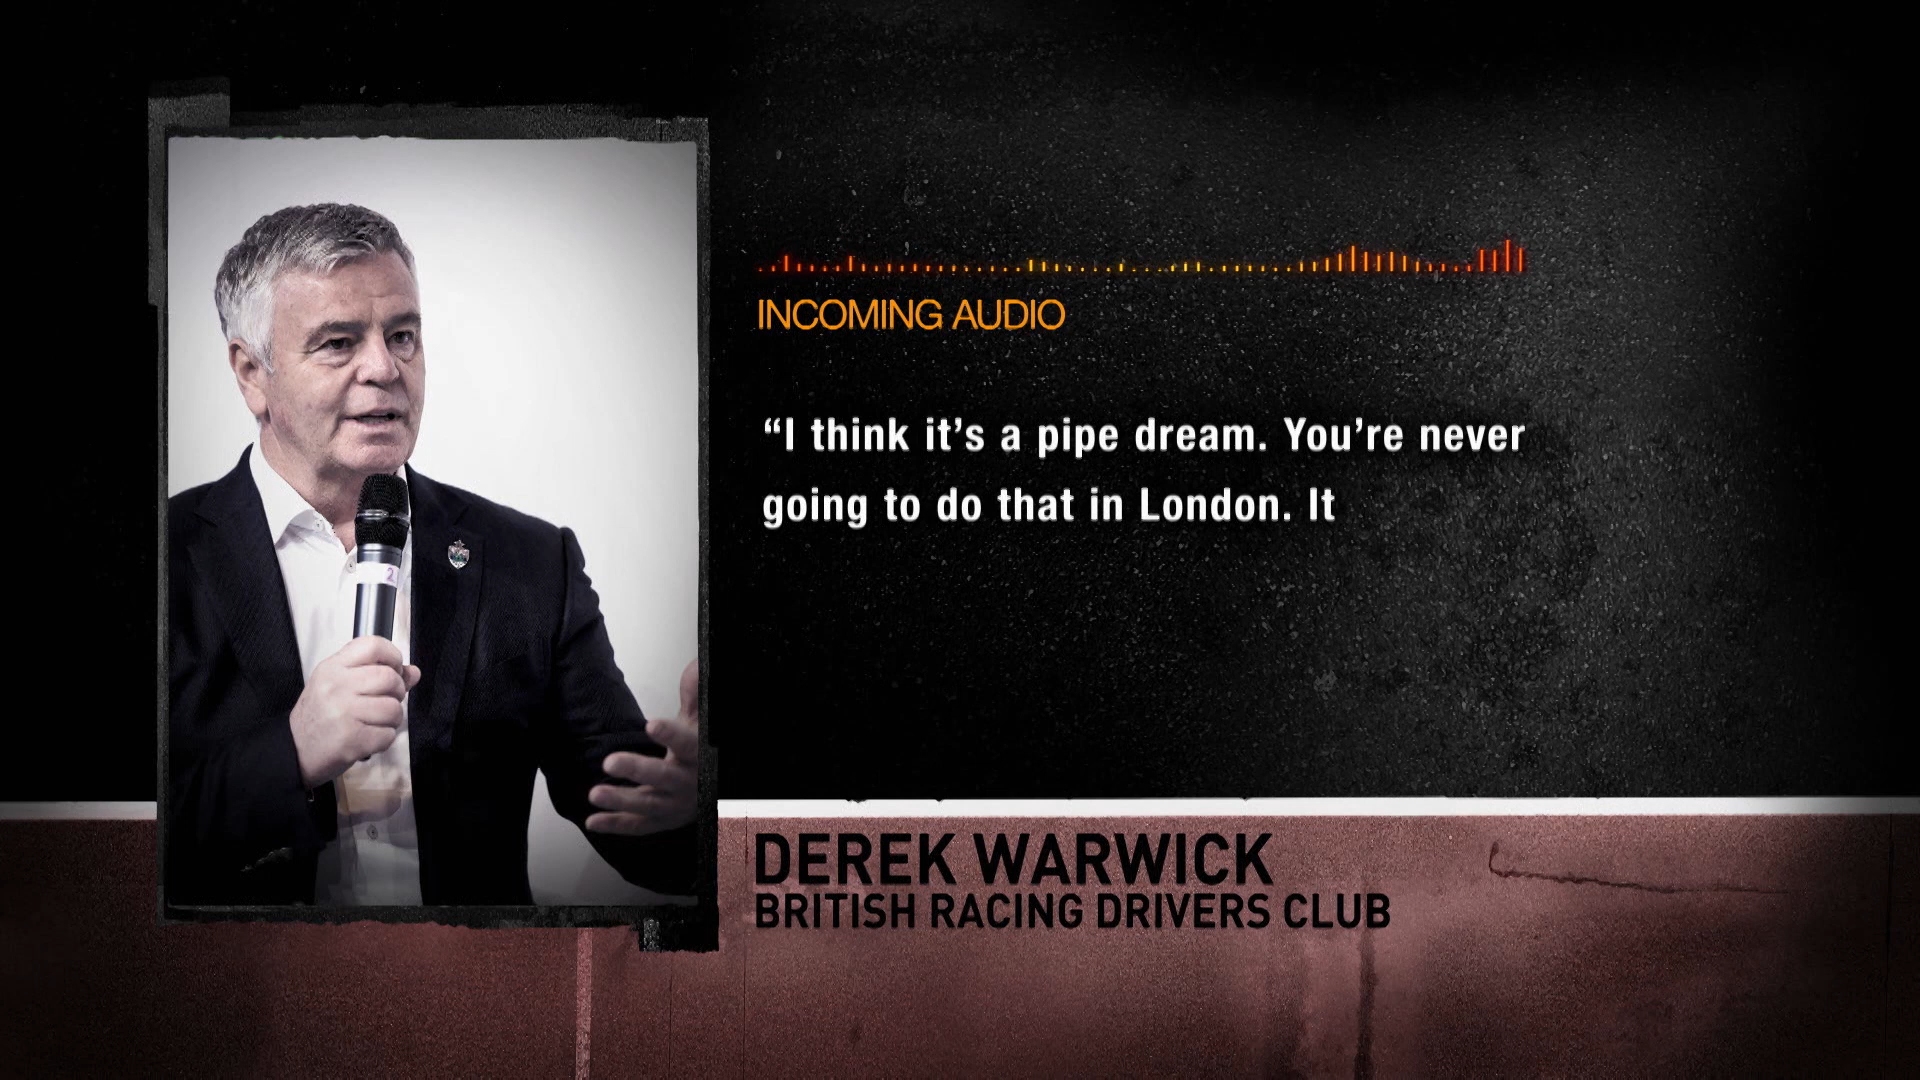 INCOMING AUDIO
“I think it’s a pipe dream. You’re never
going to do that in London. It
2
DEREK WARWICK
BRITISH RACING DRIVERS CLUB